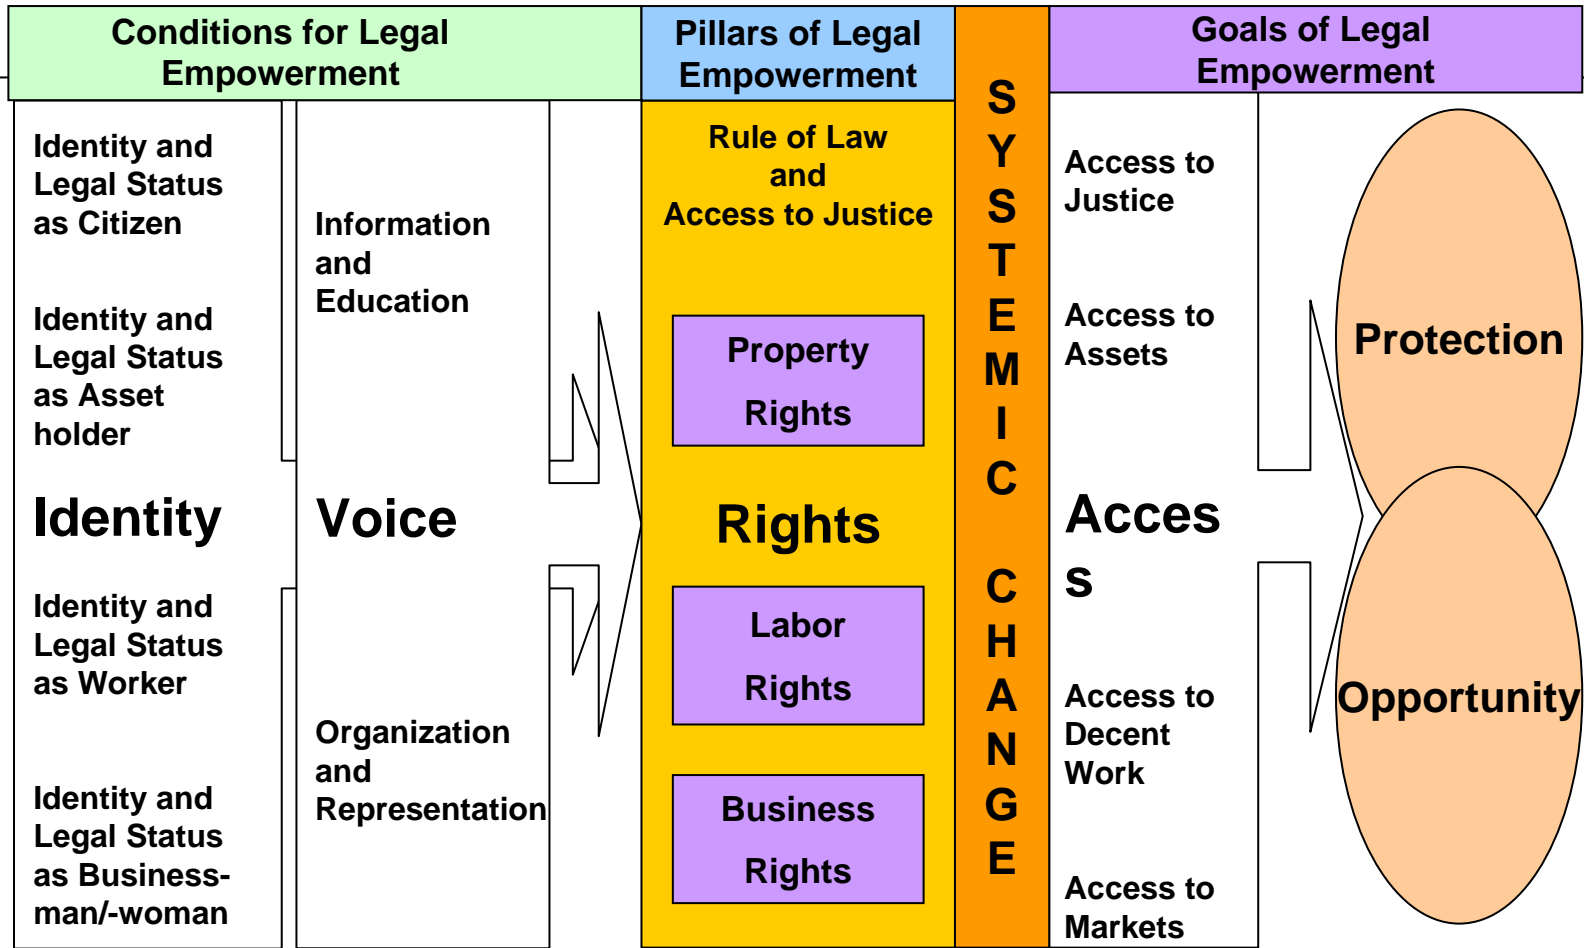 Conditions for Legal
Empowerment
Identity and
Legal Status
as Citizen
Identity and
Legal Status
as Asset
holder
Identity
Identity and
Legal Status
as Worker
Identity and
Legal Status
as Business-
man/-woman
Information
and
Education
Voice
Organization
and
Representation
Pillars of Legal
Empowerment
Rule of Law
and
Access to Justice
Property
Rights
Rights
Labor
Rights
Business
Rights
S
Y
S
T
E
M
I
C
C
H
A
N
G
E
Goals of Legal
Empowerment
Access to
Justice
Access to
Assets
Acces
s
Access to
Decent
Work
Access to
Markets
Protection
Opportunity